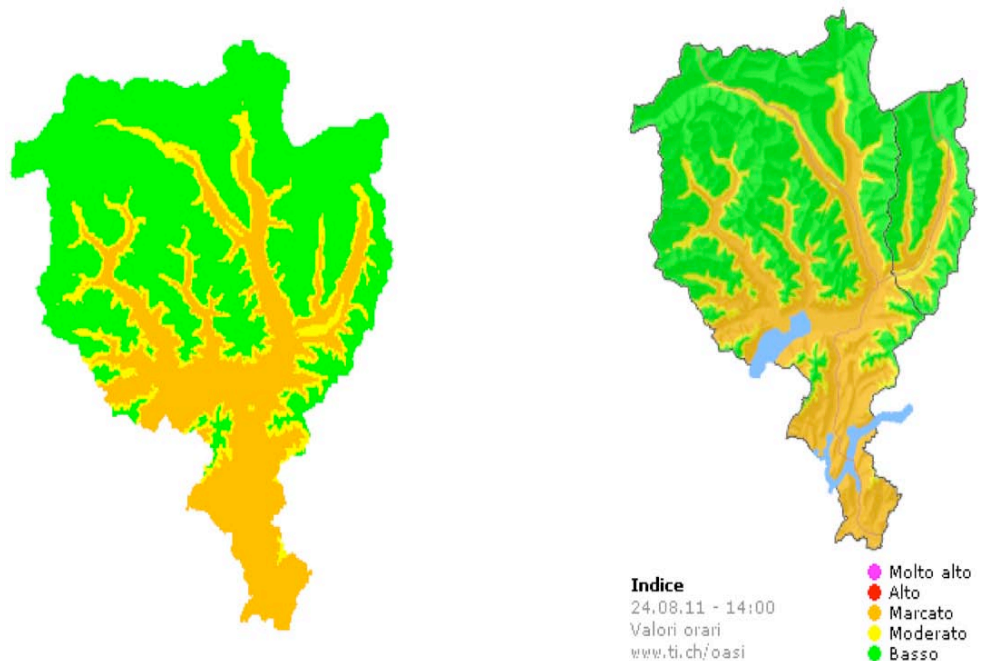 Indice
24.08.11 - 14:00
Valori orari
www.ti.ch/oasi
Molto alto
Alto
Marcato
Moderato
Basso